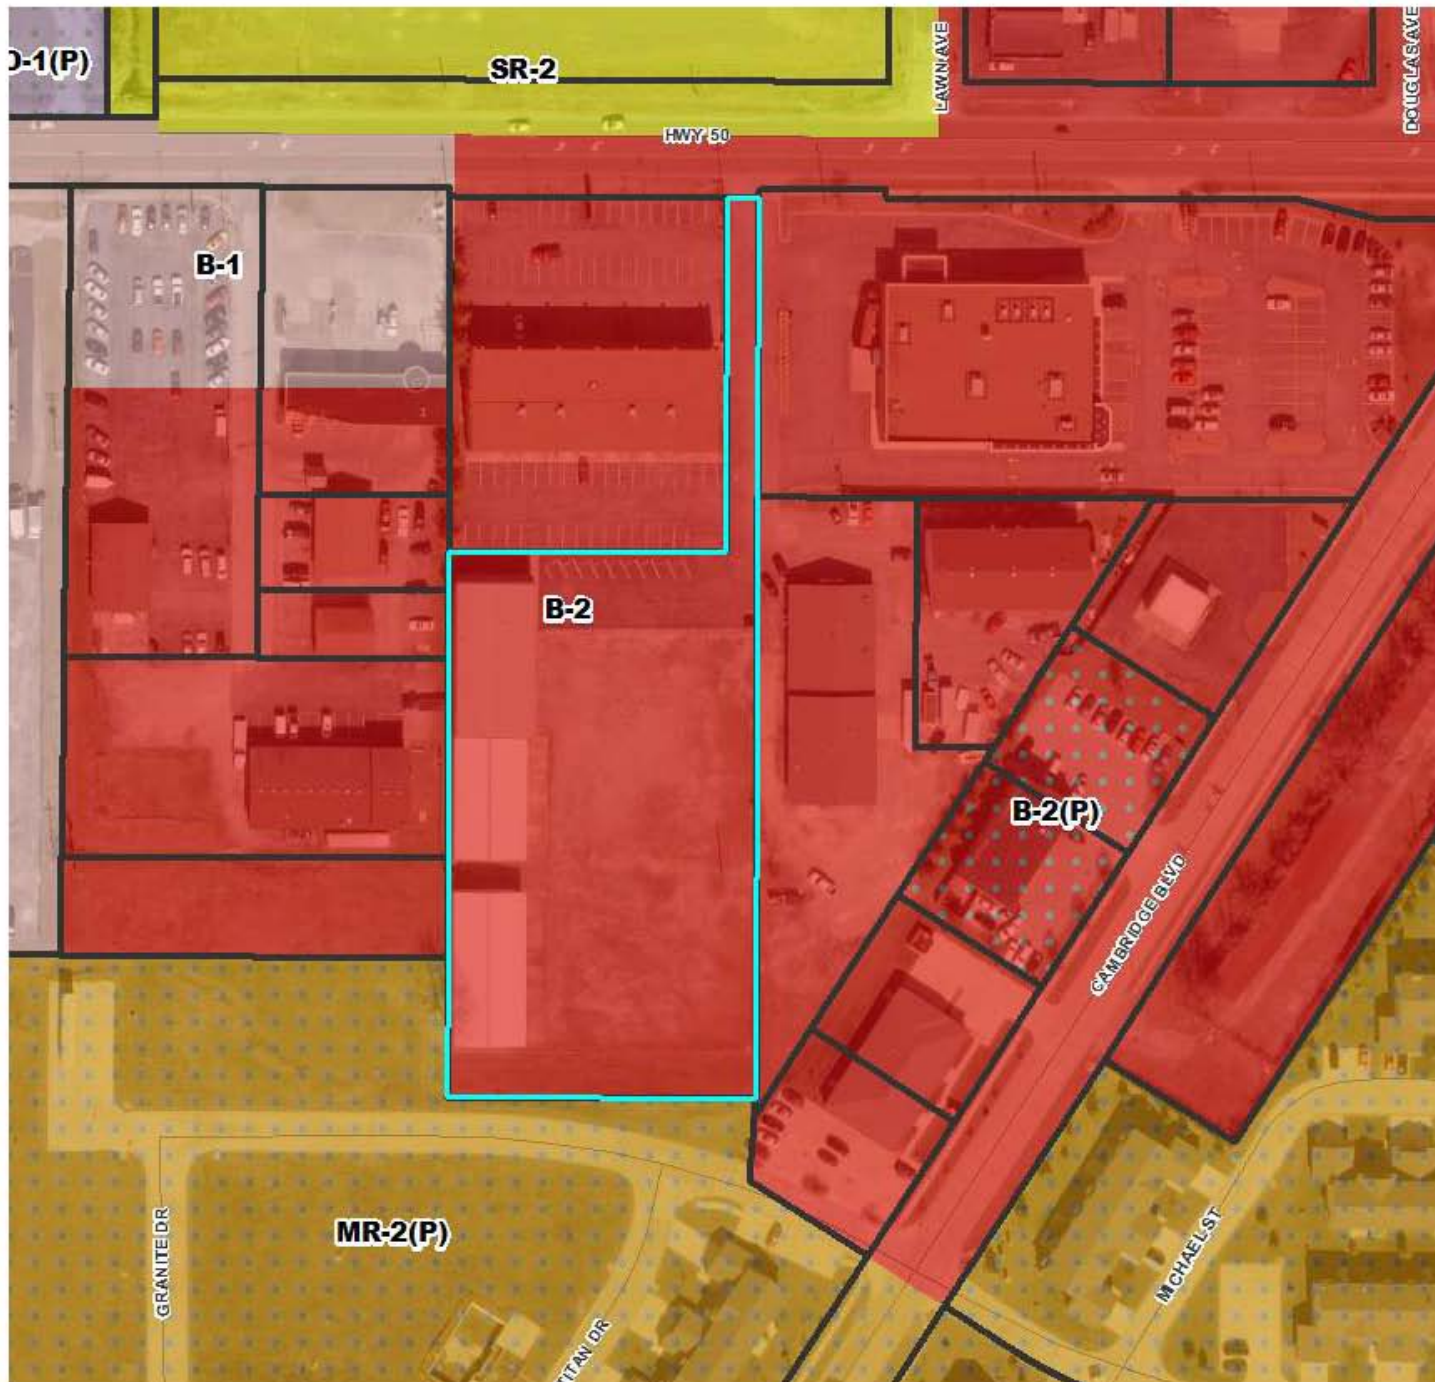 O-1(P)
SR-2
LAWN AVE
DOUGLAS AVE
HWY 50
B-1
B-2
B-2(P)
CAMBRIDGE BLVD
MR-2(P)
GRANITE DR
TITAN DR
MICHAEL ST